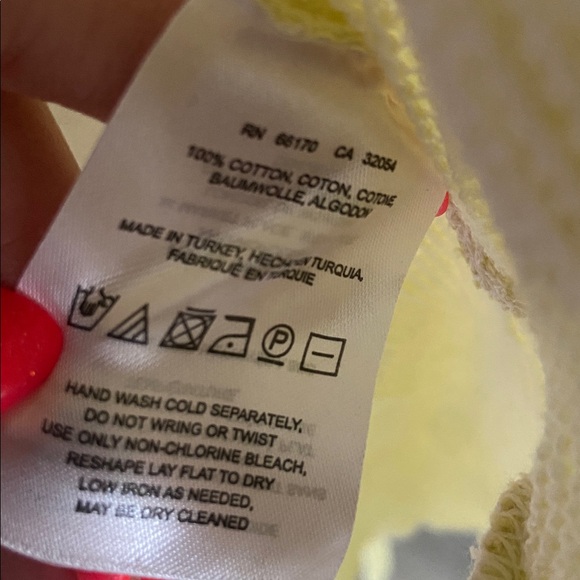 RN 66170 CA 32054
100% COTTON, COTON, COTONE
BAUMWOLLE, ALGODON
MADE IN TURKEY, HECHO EN TURQUIA,
FABRIQUÉ EN TURQUIE
P
HAND WASH COLD SEPARATELY,
DO NOT WRING OR TWIST
USE ONLY NON-CHLORINE BLEACH,
RESHAPE LAY FLAT TO DRY
LOW IRON AS NEEDED,
MAY BE DRY CLEANED